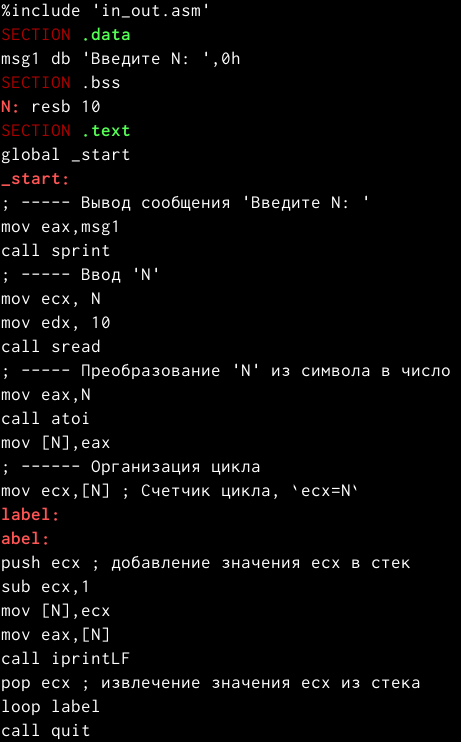 %include 'in_out.asm'
SECTION .data
msg1 db 'Введите N: ',0h
SECTION .bss
N: resb 10
SECTION .text
global _start
_start:
; ----- Вывод сообщения 'Введите N: '
mov eax,msg1
call sprint
; ----- Ввод 'N'
mov ecx, N
mov edx, 10
call sread
; ----- Преобразование 'N' из символа в число
mov eax,N
call atoi
mov [N],eax
; ------ Организация цикла
mov ecx,[N] ; Счетчик цикла, `ecx=N`
label:
abel:
push ecx ; добавление значения ecx в стек
sub ecx,1
mov [N],ecx
mov eax,[N]
call iprintLF
pop ecx ; извлечение значения ecx из стека
loop label
call quit